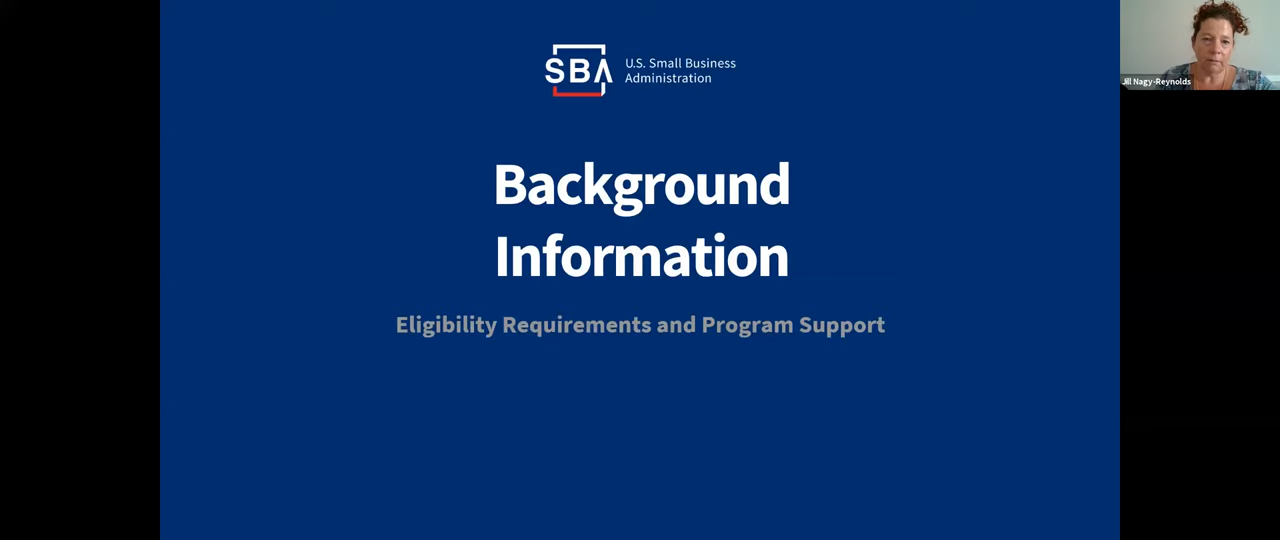 SBA
U.S. Small Business
Administration
Background
Information
Eligibility Requirements and Program Support
Jill Nagy-Reynolds